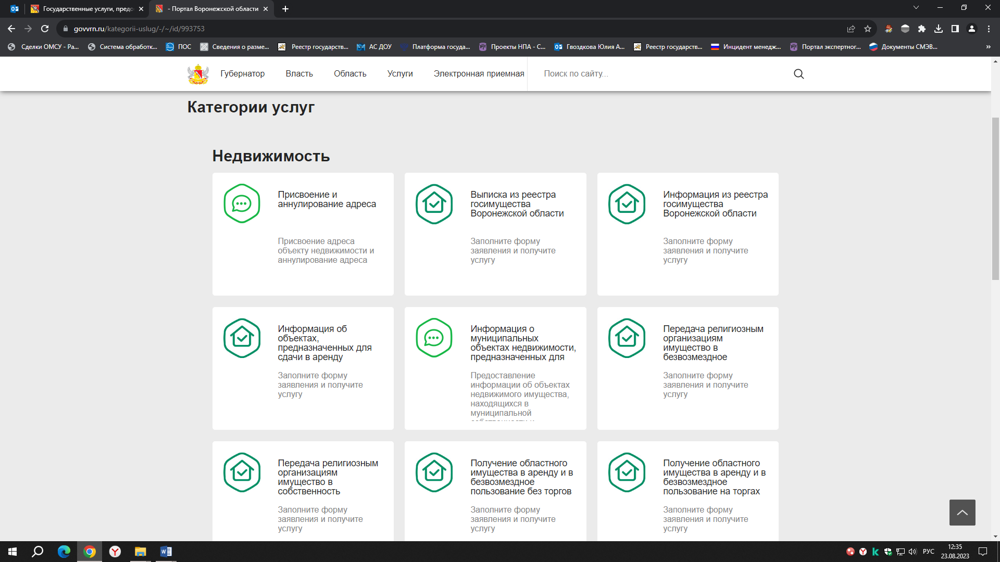 Государственные услуги, предо
- Портал Воронежской области
govvrn.ru/kategorii-uslug/-/~/id/993753
Сделки ОМСУ - Ра...
Система обработк...
ПОС
Сведения о разме...
Реестр государств...
АС ДОУ
Платформа госуда...
Проекты НПА - С...
Гвоздкова Юлия А...
Реестр государств...
Инцидент менедж...
Портал экспертног...
Документы СМЭВ...
Губернатор
Власть
Область
Услуги
Электронная приемная
Поиск по сайту...
Категории услуг
Недвижимость
Присвоение и
аннулирование адреса
Присвоение адреса
объекту недвижимости и
аннулирование адреса
Выписка из реестра
госимущества
Воронежской области
Заполните форму
заявления и получите
услугу
Информация из реестра
госимущества
Воронежской области
Заполните форму
заявления и получите
услугу
Информация об
объектах,
предназначенных для
сдачи в аренду
Заполните форму
заявления и получите
услугу
Информация о
муниципальных
объектах недвижимости,
предназначенных для
Предоставление
информации об объектах
недвижимого имущества,
находящихся в
муниципальной
Передача религиозным
организациям
имущество в
безвозмездное
Заполните форму
заявления и получите
услугу
Передача религиозным
организациям
имущество в
собственность
Заполните форму
заявления и получите
услугу
Получение областного
имущества в аренду и в
безвозмездное
пользование без торгов
Заполните форму
заявления и получите
услугу
Получение областного
имущества в аренду и в
безвозмездное
пользование на торгах
Заполните форму
заявления и получите
услугу
РУС
12:35
23.08.2023